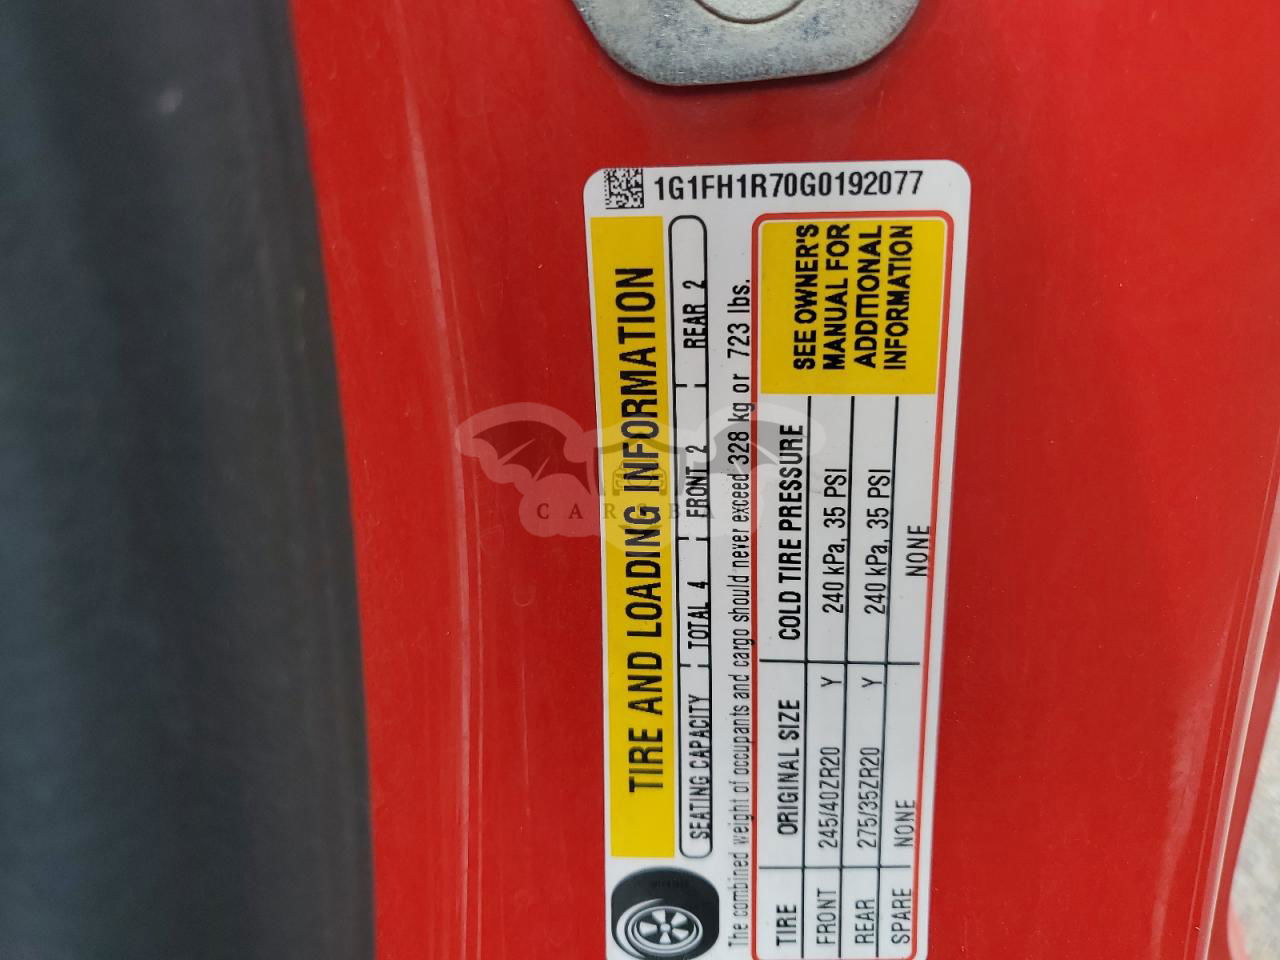 1G1FH1R70G0192077
TIRE AND LOADING INFORMATION
SEATING CAPACITY TOTAL 4 FRONT 2 REAR 2
The combined weight of occupants and cargo should never exceed 328 kg or 723 lbs.
TIRE ORIGINAL SIZE COLD TIRE PRESSURE
FRONT 245/40ZR20 Y 240 kPa, 35 PSI
REAR 275/35ZR20 Y 240 kPa, 35 PSI
SPARE NONE NONE
SEE OWNER'S
MANUAL FOR
ADDITIONAL
INFORMATION